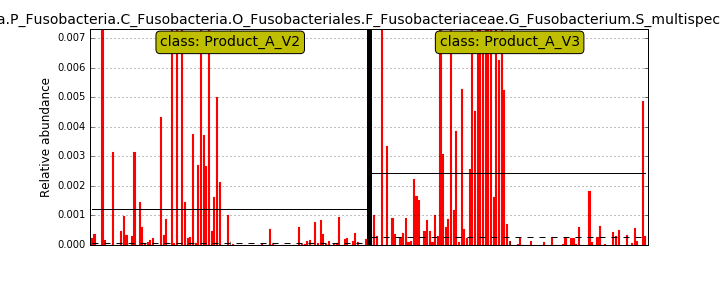 a.P_Fusobacteria.C_Fusobacteria.O_Fusobacteriales.F_Fusobacteriaceae.G_Fusobacterium.S_multispec
class: Product_A_V2
class: Product_A_V3
0.007
0.006
0.005
0.004
0.003
0.002
0.001
0.000
Relative abundance